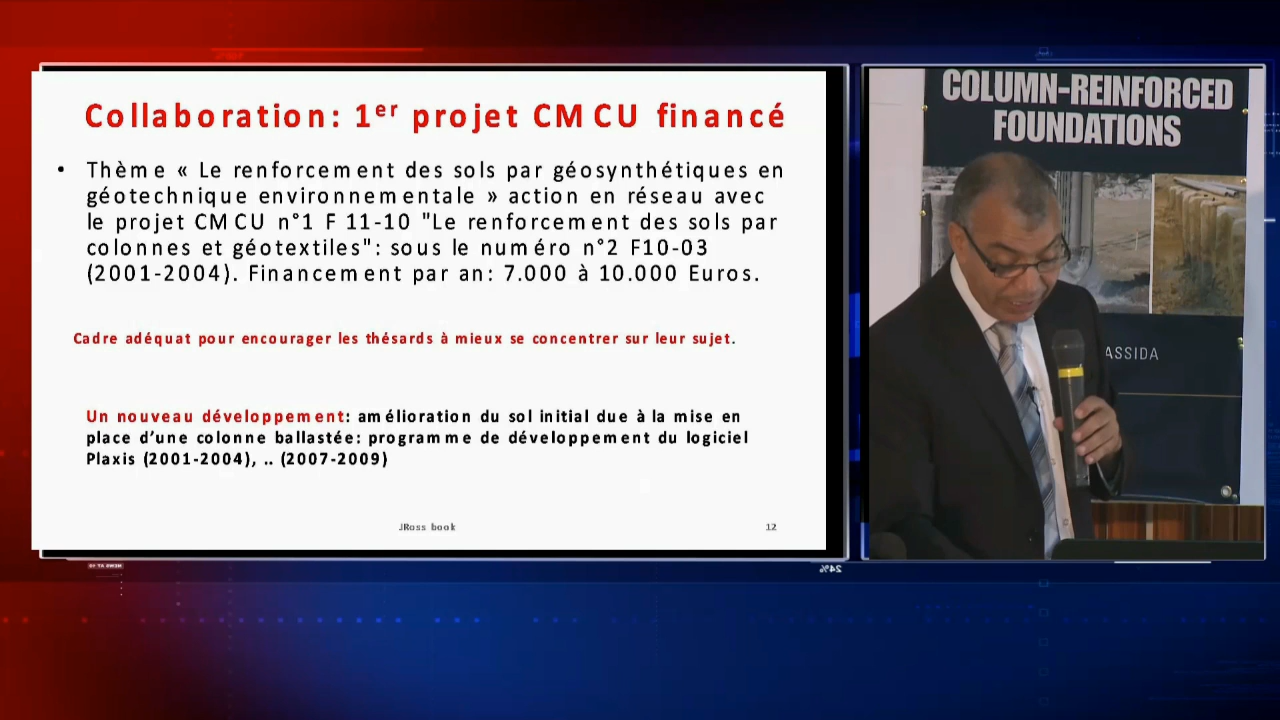 Collaboration: 1er projet CMCU financé
• Thème « Le renforcement des sols par géosynthétiques en
géotechnique environnementale » action en réseau avec
le projet CMCU n°1 F 11-10 "Le renforcement des sols par
colonnes et géotextiles": sous le numéro n°2 F10-03
(2001-2004). Financement par an: 7.000 à 10.000 Euros.
Cadre adéquat pour encourager les thésards à mieux se concentrer sur leur sujet.
Un nouveau développement: amélioration du sol initial due à la mise en
place d’une colonne ballastée: programme de développement du logiciel
Plaxis (2001-2004), .. (2007-2009)
JRoss book
12
COLUMN-REINFORCED
FOUNDATIONS
ASSIDA
24%